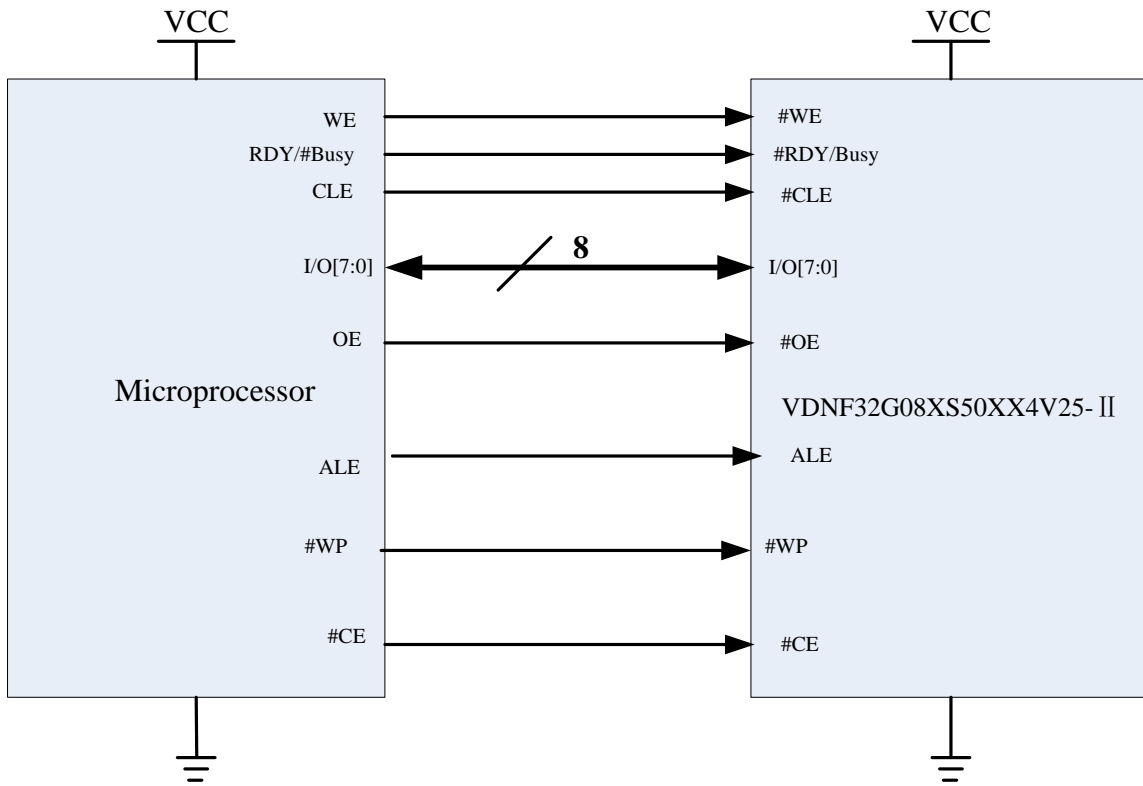 VCC VCC
WE #WE
RDY/#Busy #RDY/Busy
CLE #CLE
8
I/O[7:0] I/O[7:0]
OE #OE
Microprocessor VDNF32G08XS50XX4V25-Ⅱ
ALE ALE
#WP #WP
#CE #CE